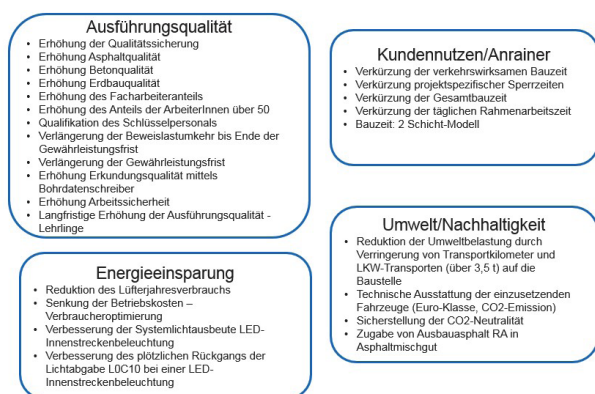 Ausführungsqualität
• Erhöhung der Qualitätssicherung
• Erhöhung Asphaltqualität
• Erhöhung Betonqualität
• Erhöhung Erdbauqualität
• Erhöhung des Facharbeiteranteils
• Erhöhung des Anteils der ArbeiterInnen über 50
• Qualifikation des Schlüsselpersonals
• Verlängerung der Beweislastumkehr bis Ende der
Gewährleistungsfrist
• Verlängerung der Gewährleistungsfrist
• Erhöhung Erkundungsqualität mittels
Bohrdatenschreiber
• Erhöhung Arbeitssicherheit
• Langfristige Erhöhung der Ausführungsqualität -
Lehrlinge
Kundennutzen/Anrainer
• Verkürzung der verkehrswirksamen Bauzeit
• Verkürzung projektspezifischer Sperrzeiten
• Verkürzung der Gesamtbauzeit
• Verkürzung der täglichen Rahmenarbeitszeit
• Bauzeit: 2 Schicht-Modell
Energieeinsparung
• Reduktion des Lüfterjahresverbrauchs
• Senkung der Betriebskosten –
Verbraucheroptimierung
• Verbesserung der Systemlichtausbeute LED-
Innenstreckenbeleuchtung
• Verbesserung des plötzlichen Rückgangs der
Lichtabgabe L0C10 bei einer LED-
Innenstreckenbeleuchtung
Umwelt/Nachhaltigkeit
• Reduktion der Umweltbelastung durch
Verringerung von Transportkilometer und
LKW-Transporten (über 3,5 t) auf die
Baustelle
• Technische Ausstattung der einzusetzenden
Fahrzeuge (Euro-Klasse, CO2-Emission)
• Sicherstellung der CO2-Neutralität
• Zugabe von Ausbauasphalt RA in
Asphaltmischgut